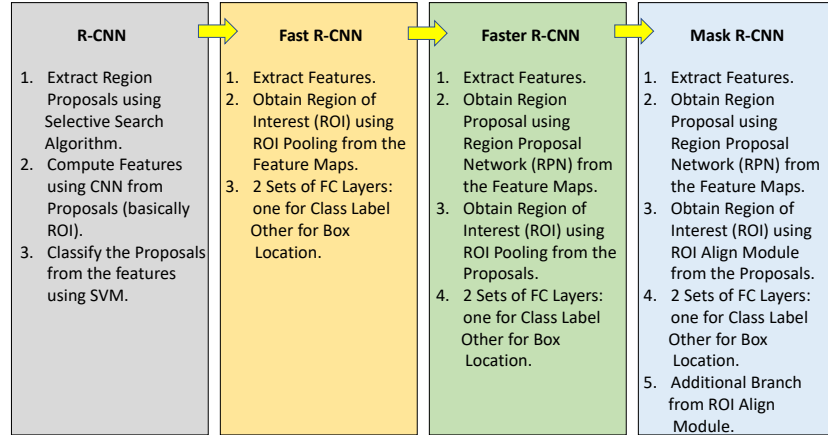 R-CNN
1. Extract Region
Proposals using
Selective Search
Algorithm.
2. Compute Features
using CNN from
Proposals (basically
ROI).
3. Classify the Proposals
from the features
using SVM.
Fast R-CNN
1. Extract Features.
2. Obtain Region of
Interest (ROI) using
ROI Pooling from the
Feature Maps.
3. 2 Sets of FC Layers:
one for Class Label
Other for Box
Location.
Faster R-CNN
1. Extract Features.
2. Obtain Region
Proposal using
Region Proposal
Network (RPN) from
the Feature Maps.
3. Obtain Region of
Interest (ROI) using
ROI Pooling from the
Proposals.
4. 2 Sets of FC Layers:
one for Class Label
Other for Box
Location.
Mask R-CNN
1. Extract Features.
2. Obtain Region
Proposal using
Region Proposal
Network (RPN) from
the Feature Maps.
3. Obtain Region of
Interest (ROI) using
ROI Align Module
from the Proposals.
4. 2 Sets of FC Layers:
one for Class Label
Other for Box
Location.
5. Additional Branch
from ROI Align
Module.